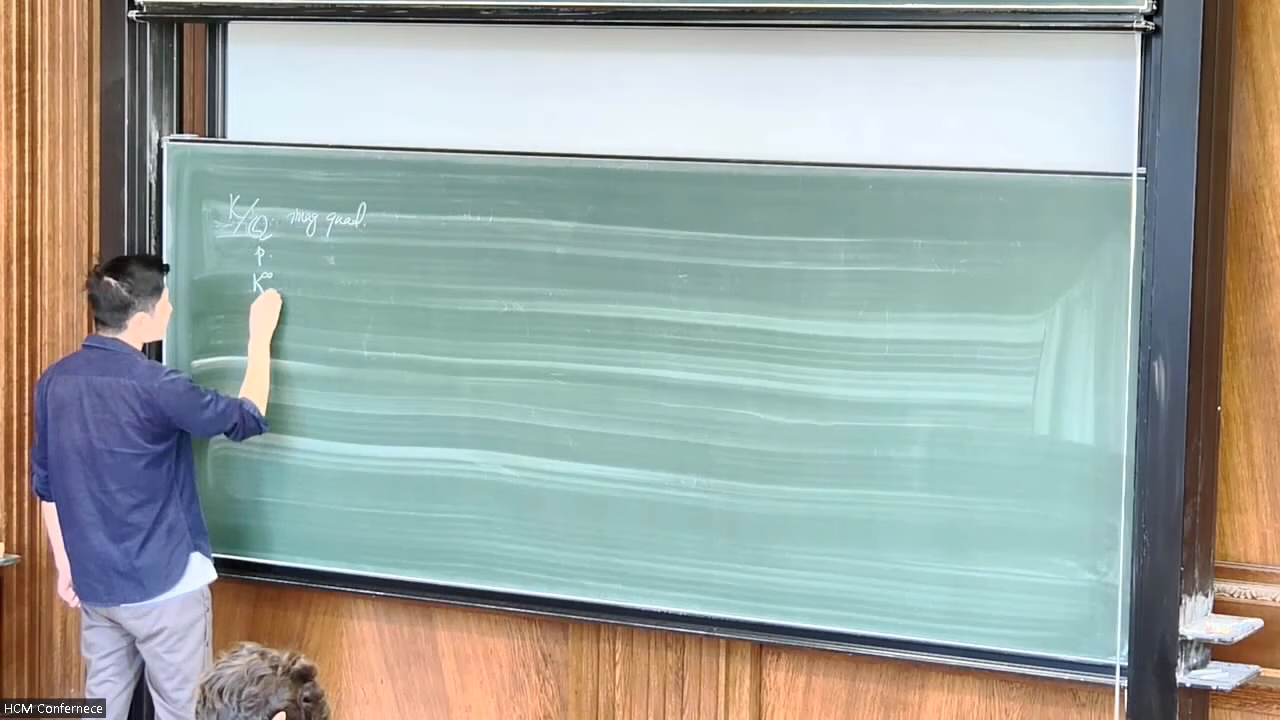 K/Q. imag quad.
p.
K^∞
HCM Confernece